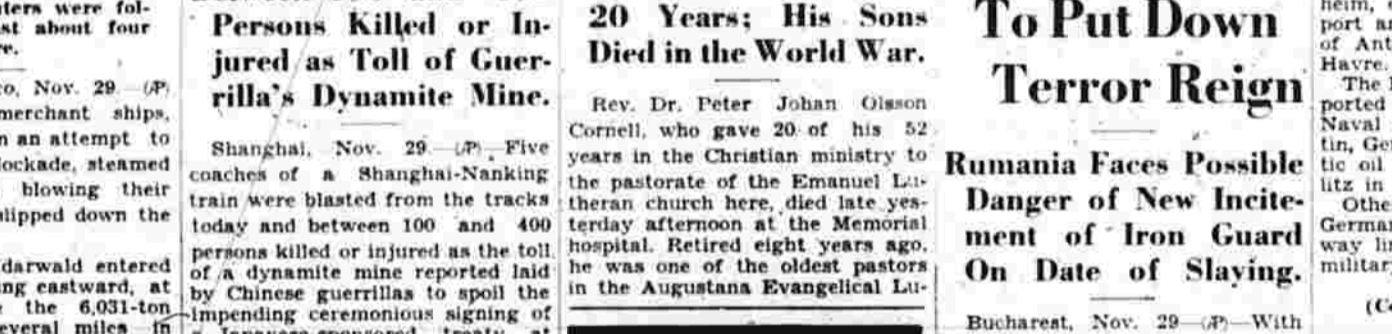 ters were fol-
st about four
re.
co, Nov. 29 (AP)
merchant ships,
n an attempt to
lockade, steamed
blowing their
slipped down the
darwald entered
ng eastward, at
the 6,031-ton
everal miles in
Persons Killed or In-
jured as Toll of Guer-
rilla's Dynamite Mine.
Shanghai, Nov. 29 (AP) Five
coaches of a Shanghai-Nanking
train were blasted from the tracks
today and between 100 and 400
persons killed or injured as the toll
of a dynamite mine reported laid
by Chinese guerrillas to spoil the
impending ceremonious signing of
a Japanese-sponsored treaty at
20 Years; His Sons
Died in the World War.
Rev. Dr. Peter Johan Olsson
Cornell, who gave 20 of his 52
years in the Christian ministry to
the pastorate of the Emanuel Lu-
theran church here, died late yes-
terday afternoon at the Memorial
hospital. Retired eight years ago,
he was one of the oldest pastors
in the Augustana Evangelical Lu-
To Put Down
Terror Reign
Rumania Faces Possible
Danger of New Incite-
ment of Iron Guard
On Date of Slaying.
Bucharest, Nov. 29—(AP)—With
heim,
port a
of Ant
Havre.
The
ported
Naval
tin, Ge
tic oil
litz in
Othe
Germa
way li
militar
(C